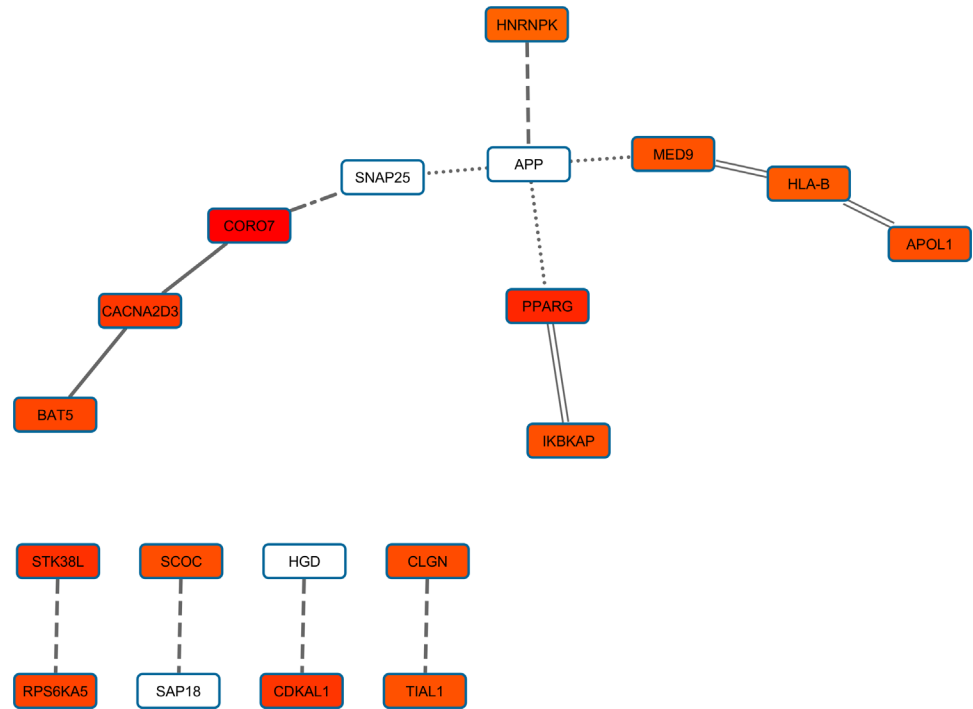 HNRNPK
APP
MED9
SNAP25
HLA-B
CORO7
APOL1
CACNA2D3
PPARG
BAT5
IKBKAP
STK38L
SCOC
HGD
CLGN
RPS6KA5
SAP18
CDKAL1
TIAL1